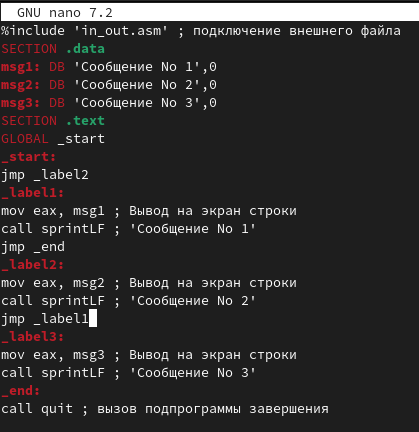 GNU nano 7.2
%include 'in_out.asm' ; подключение внешнего файла
SECTION .data
msg1: DB 'Сообщение No 1',0
msg2: DB 'Сообщение No 2',0
msg3: DB 'Сообщение No 3',0
SECTION .text
GLOBAL _start
_start:
jmp _label2
_label1:
mov eax, msg1 ; Вывод на экран строки
call sprintLF ; 'Сообщение No 1'
jmp _end
_label2:
mov eax, msg2 ; Вывод на экран строки
call sprintLF ; 'Сообщение No 2'
jmp _label1
_label3:
mov eax, msg3 ; Вывод на экран строки
call sprintLF ; 'Сообщение No 3'
_end:
call quit ; вызов подпрограммы завершения